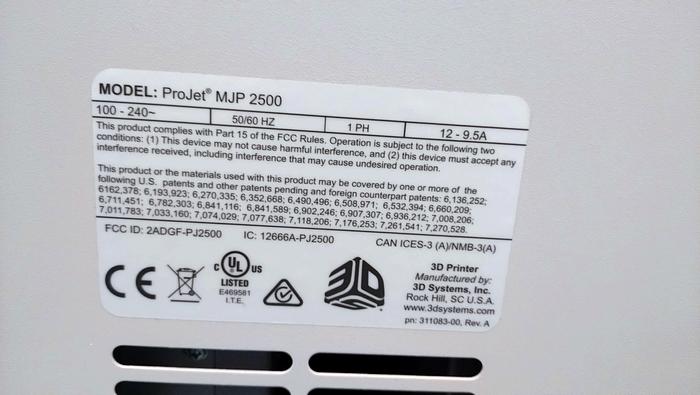 MODEL: ProJet® MJP 2500
100 - 240~ 50/60 HZ 1 PH 12 - 9.5A
This product complies with Part 15 of the FCC Rules. Operation is subject to the following two
conditions: (1) This device may not cause harmful interference, and (2) this device must accept any
interference received, including interference that may cause undesired operation.
This product or the materials used with this product may be covered by one or more of the
following U.S. patents and other patents pending and foreign counterpart patents: 6,136,252;
6162,378; 6,193,923; 6,270,335; 6,352,668; 6,490,496; 6,508,971; 6,532,394; 6,660,209;
6,711,451; 6,782,303; 6,841,116; 6,841,589; 6,902,246; 6,907,307; 6,936,212; 7,008,206;
7,011,783; 7,033,160; 7,074,029; 7,077,638; 7,118,206; 7,176,253; 7,261,541; 7,270,528.
FCC ID: 2ADGF-PJ2500 IC: 12666A-PJ2500 CAN ICES-3 (A)/NMB-3(A)
CE
c UL US
LISTED
E469581
I.T.E.
3D
3D Printer
Manufactured by:
3D Systems, Inc.
Rock Hill, SC U.S.A.
www.3dsystems.com
pn: 311083-00, Rev. A